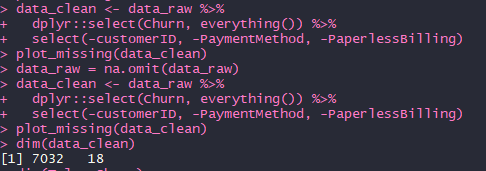 > data_clean <- data_raw %>%
+   dplyr::select(Churn, everything()) %>%
+   select(-customerID, -PaymentMethod, -PaperlessBilling)
> plot_missing(data_clean)
> data_raw = na.omit(data_raw)
> data_clean <- data_raw %>%
+   dplyr::select(Churn, everything()) %>%
+   select(-customerID, -PaymentMethod, -PaperlessBilling)
> plot_missing(data_clean)
> dim(data_clean)
[1] 7032   18